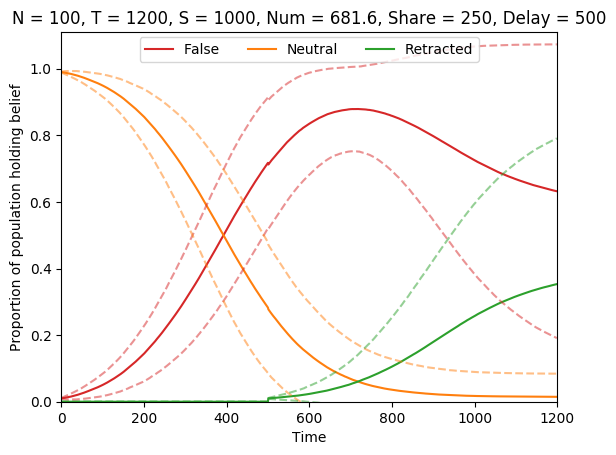 N = 100, T = 1200, S = 1000, Num = 681.6, Share = 250, Delay = 500
False
Neutral
Retracted
Proportion of population holding belief
1.0
0.8
0.6
0.4
0.2
0.0
0
200
400
600
800
1000
1200
Time